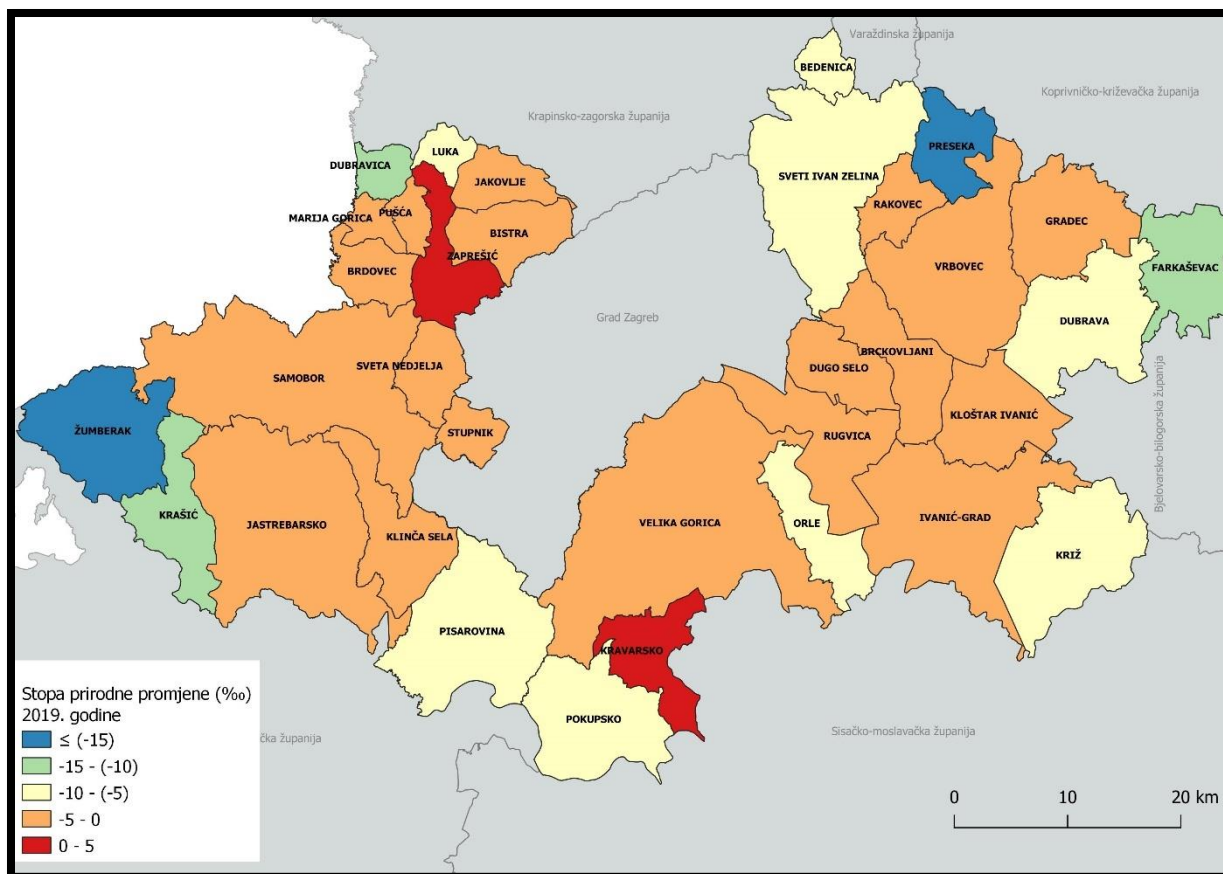 Varaždinska županija
BEDENICA
Koprivničko-križevačka županija
Krapinsko-zagorska županija
PRESEKA
LUKA
DUBRAVICA
SVETI IVAN ZELINA
JAKOVLJE
RAKOVEC
MARIJA GORICA
PUŠĆA
GRADEC
BISTRA
ZAPREŠIĆ
VRBOVEC
FARKAŠEVAC
BRDOVEC
Grad Zagreb
DUBRAVA
BRCKOVLJANI
SVETA NEDJELJA
DUGO SELO
SAMOBOR
KLOŠTAR IVANIĆ
ŽUMBERAK
STUPNIK
RUGVICA
Bjelovarsko-bilogorska županija
KRAŠIĆ
IVANIĆ-GRAD
JASTREBARSKO
VELIKA GORICA
ORLE
KLINČA SELA
KRIŽ
PISAROVINA
KRAVARSKO
POKUPSKO
Sisačko-moslavačka županija
čka županija
Stopa prirodne promjene (‰)
2019. godine
≤ (-15)
-15 - (-10)
-10 - (-5)
-5 - 0
0 - 5
0 10 20 km